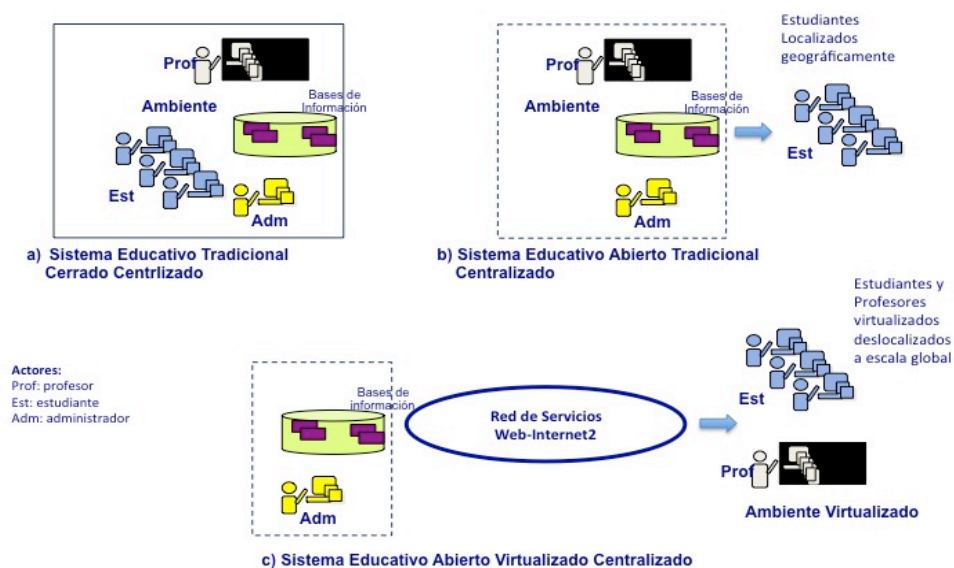 Prof
Bases de
Información
Ambiente
Est
Adm
a) Sistema Educativo Tradicional
Cerrado Centrlizado
Prof
Bases de
Información
Ambiente
Adm
Estudiantes
Localizados
geográficamente
Est
b) Sistema Educativo Abierto Tradicional
Centralizado
Actores:
Prof: profesor
Est: estudiante
Adm: administrador
Bases de
información
Adm
Red de Servicios
Web-Internet2
Estudiantes y
Profesores
virtualizados
deslocalizados
a escala global
Est
Prof
Ambiente Virtualizado
c) Sistema Educativo Abierto Virtualizado Centralizado